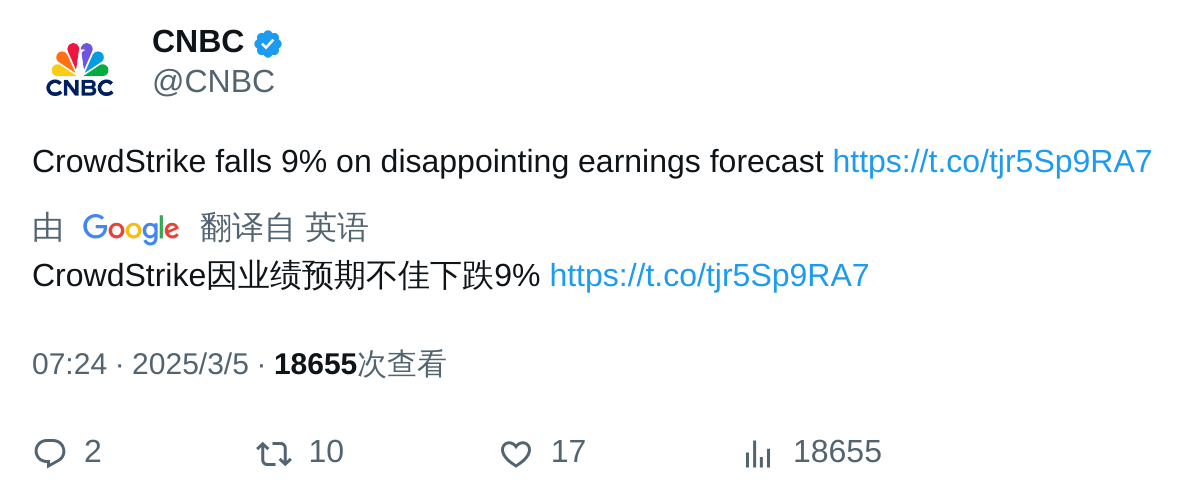 CNBC
CNBC
@CNBC
CrowdStrike falls 9% on disappointing earnings forecast https://t.co/tjr5Sp9RA7
由 Google 翻译自 英语
CrowdStrike因业绩预期不佳下跌9% https://t.co/tjr5Sp9RA7
07:24 · 2025/3/5 · 18655次查看
2 10 17 18655